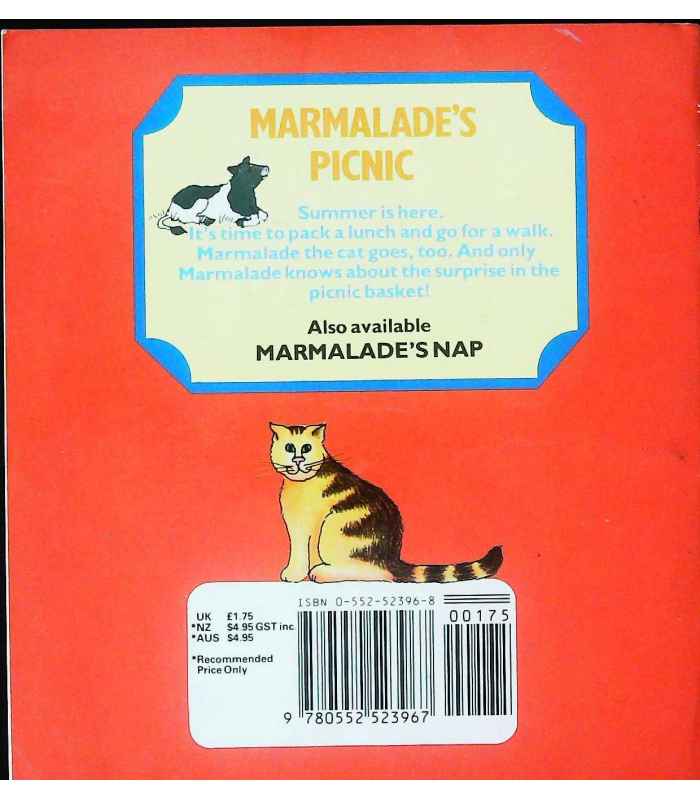 MARMALADE'S
PICNIC
Summer is here.
It's time to pack a lunch and go for a walk.
Marmalade the cat goes, too. And only
Marmalade knows about the surprise in the
picnic basket!
Also available
MARMALADE'S NAP
UK £1.75
*NZ $4.95 GST inc
*AUS $4.95
*Recommended
Price Only
ISBN 0-552-52396-8
00175
9 780552 523967